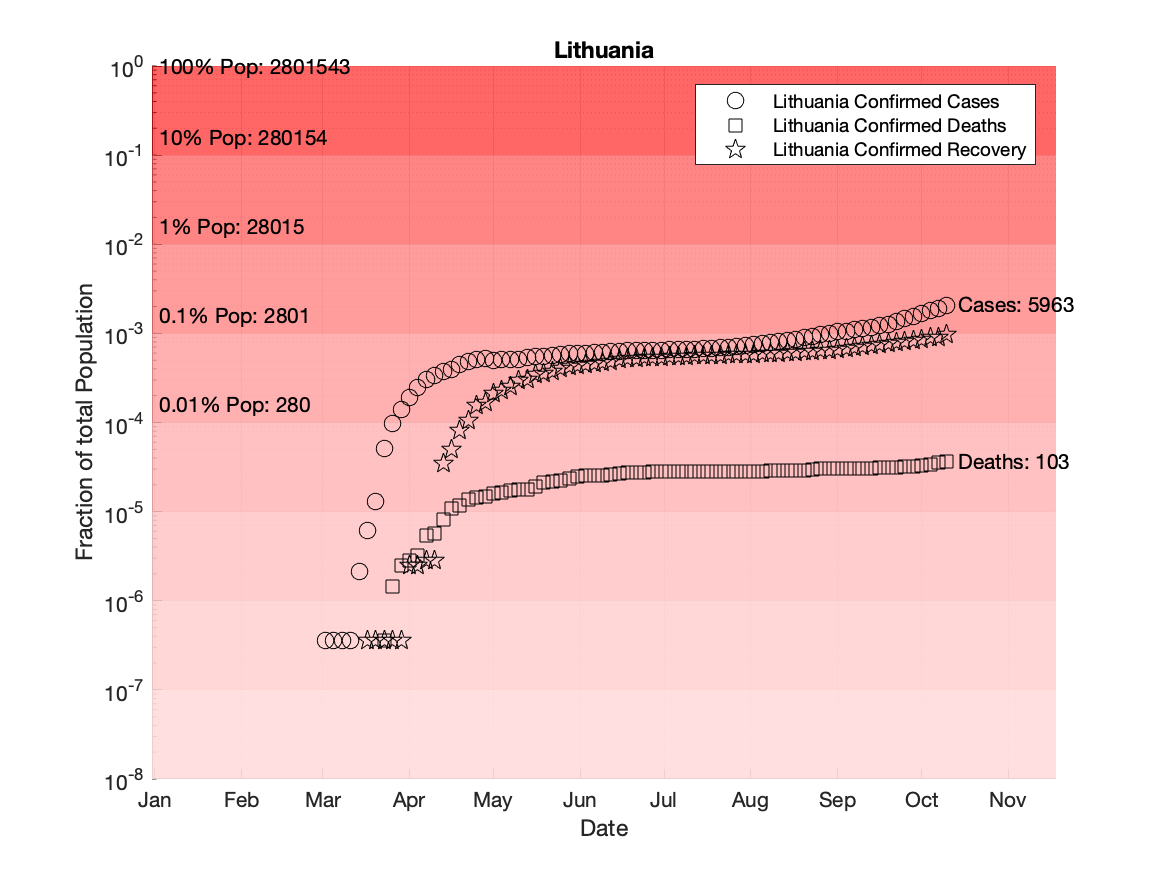 Lithuania
10^0
10^-1
10^-2
10^-3
10^-4
10^-5
10^-6
10^-7
10^-8
Fraction of total Population
100% Pop: 2801543
10% Pop: 280154
1% Pop: 28015
0.1% Pop: 2801
0.01% Pop: 280
Lithuania Confirmed Cases
Lithuania Confirmed Deaths
Lithuania Confirmed Recovery
Cases: 5963
Deaths: 103
Jan Feb Mar Apr May Jun Jul Aug Sep Oct Nov
Date